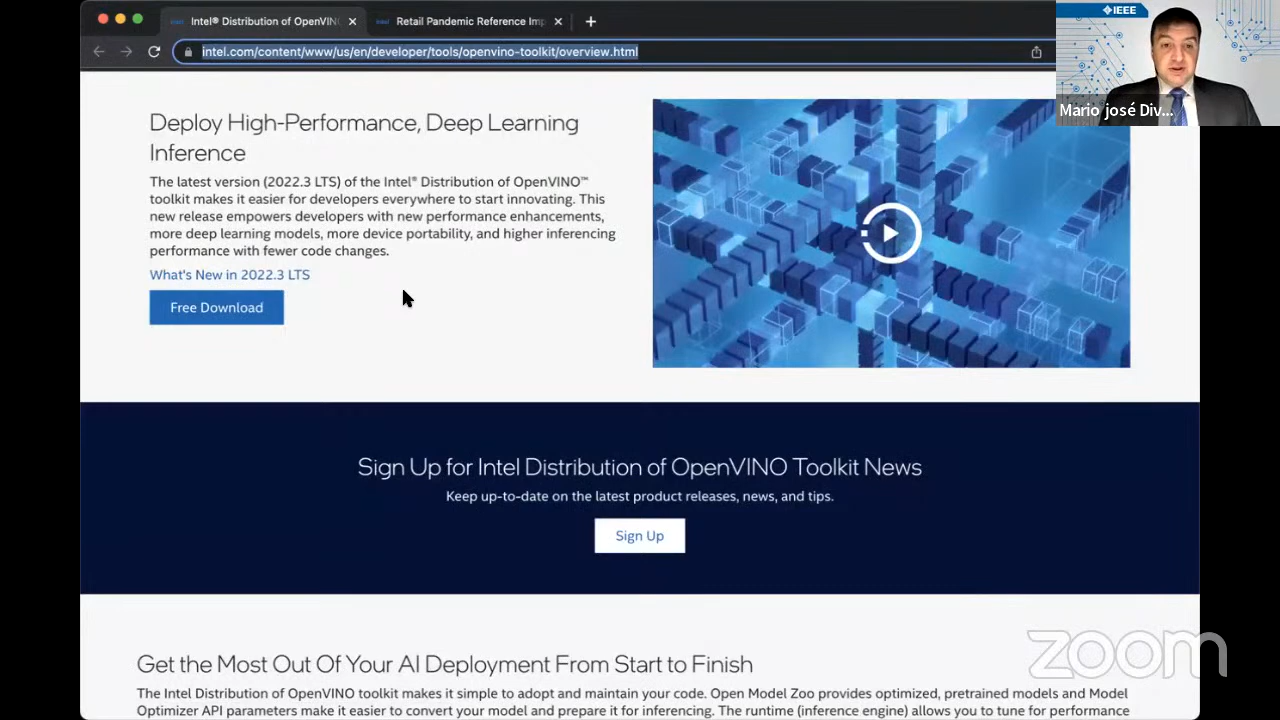 Intel® Distribution of OpenVIN
Retail Pandemic Reference Imp
intel.com/content/www/us/en/developer/tools/openvino-toolkit/overview.html
IEEE
Mario josé Div...
Deploy High-Performance, Deep Learning
Inference
The latest version (2022.3 LTS) of the Intel® Distribution of OpenVINO™
toolkit makes it easier for developers everywhere to start innovating. This
new release empowers developers with new performance enhancements,
more deep learning models, more device portability, and higher inferencing
performance with fewer code changes.
What's New in 2022.3 LTS
Free Download
Sign Up for Intel Distribution of OpenVINO Toolkit News
Keep up-to-date on the latest product releases, news, and tips.
Sign Up
zoom
Get the Most Out Of Your AI Deployment From Start to Finish
The Intel Distribution of OpenVINO toolkit makes it simple to adopt and maintain your code. Open Model Zoo provides optimized, pretrained models and Model
Optimizer API parameters make it easier to convert your model and prepare it for inferencing. The runtime (inference engine) allows you to tune for performance